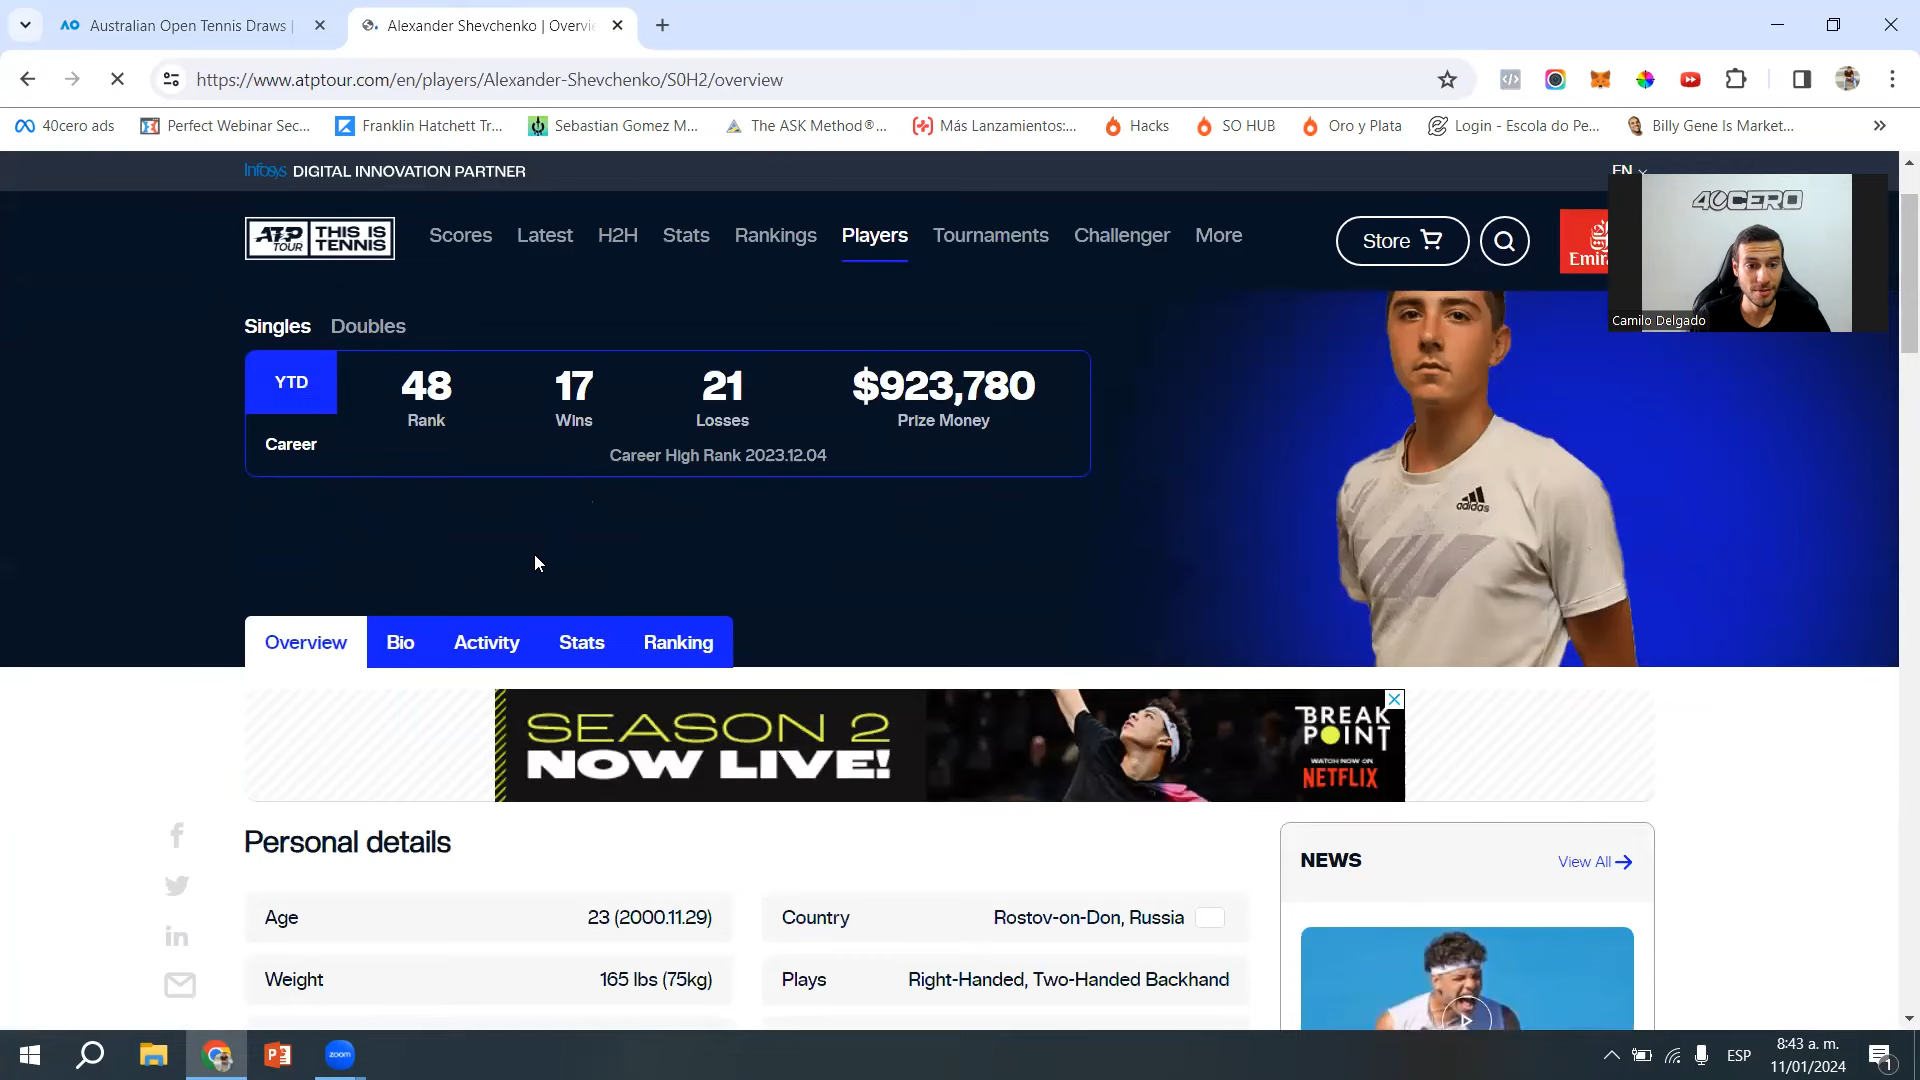 Australian Open Tennis Draws |
Alexander Shevchenko | Overvie
https://www.atptour.com/en/players/Alexander-Shevchenko/S0H2/overview
40cero ads
Perfect Webinar Sec...
Franklin Hatchett Tr...
Sebastian Gomez M...
The ASK Method®...
Más Lanzamientos:...
Hacks
SO HUB
Oro y Plata
Login - Escola do Pe...
Billy Gene Is Market...
Infosys DIGITAL INNOVATION PARTNER
EN
ATP TOUR THIS IS TENNIS
Scores
Latest
H2H
Stats
Rankings
Players
Tournaments
Challenger
More
Store
40CERO
Camilo Delgado
Singles
Doubles
YTD
48
Rank
17
Wins
21
Losses
$923,780
Prize Money
Career
Career High Rank 2023.12.04
adidas
Overview
Bio
Activity
Stats
Ranking
SEASON 2
NOW LIVE!
BREAK
POINT
WATCH NOW ON
NETFLIX
Personal details
Age
23 (2000.11.29)
Country
Rostov-on-Don, Russia
Weight
165 lbs (75kg)
Plays
Right-Handed, Two-Handed Backhand
NEWS
View All
zoom
ESP
8:43 a. m.
11/01/2024
1